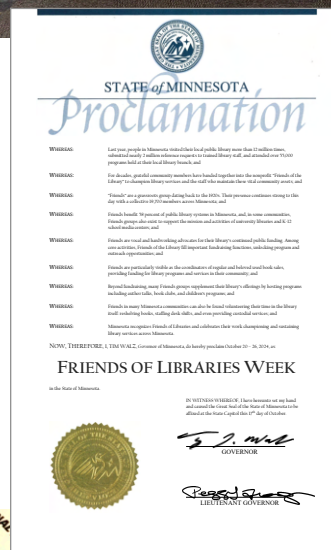 STATE of MINNESOTA
Proclamation
WHEREAS: Last year, people in Minnesota visited their local public library more than 12 million times,
submitted nearly 2 million reference requests to trained library staff, and attended over 55,000
programs held at their local library branch; and
WHEREAS: For decades, grateful community members have banded together into the nonprofit "Friends of the
Library" to champion library services and the staff who maintain these vital community assets; and
WHEREAS: "Friends" are a grassroots group dating back to the 1920s. Their presence continues strong to this
day with a collective members across Minnesota; and
WHEREAS: Friends benefit percent of public library systems in Minnesota, and, in some communities,
Friends groups also exist to support the mission and activities of university libraries and K-12
school media centers; and
WHEREAS: Friends are vocal and hardworking advocates for their library's continued public funding. Among
core activities, Friends of the Library fill important fundraising functions, unlocking program and
outreach opportunities; and
WHEREAS: Friends are particularly visible as the coordinators of regular and beloved used book sales,
providing funding for library programs and services in their community; and
WHEREAS: Beyond fundraising, many Friends groups supplement their library's offerings by hosting programs
including author talks, book clubs, and children's programs; and
WHEREAS: Friends in many Minnesota communities can also be found volunteering their time in the library
itself, reshelving books, staffing desk shifts, and even providing custodial services; and
WHEREAS: Minnesota recognizes Friends of Libraries and celebrates their work championing and sustaining
library services across Minnesota.
NOW, THEREFORE, I, TIM WALZ, Governor of Minnesota, do hereby proclaim October 20 – 26, 2024, as:
FRIENDS OF LIBRARIES WEEK
in the State of Minnesota.
IN WITNESS WHEREOF, I have hereunto set my hand
and caused the Great Seal of the State of Minnesota to be
affixed at the State Capitol this day of October.
GOVERNOR
LIEUTENANT GOVERNOR